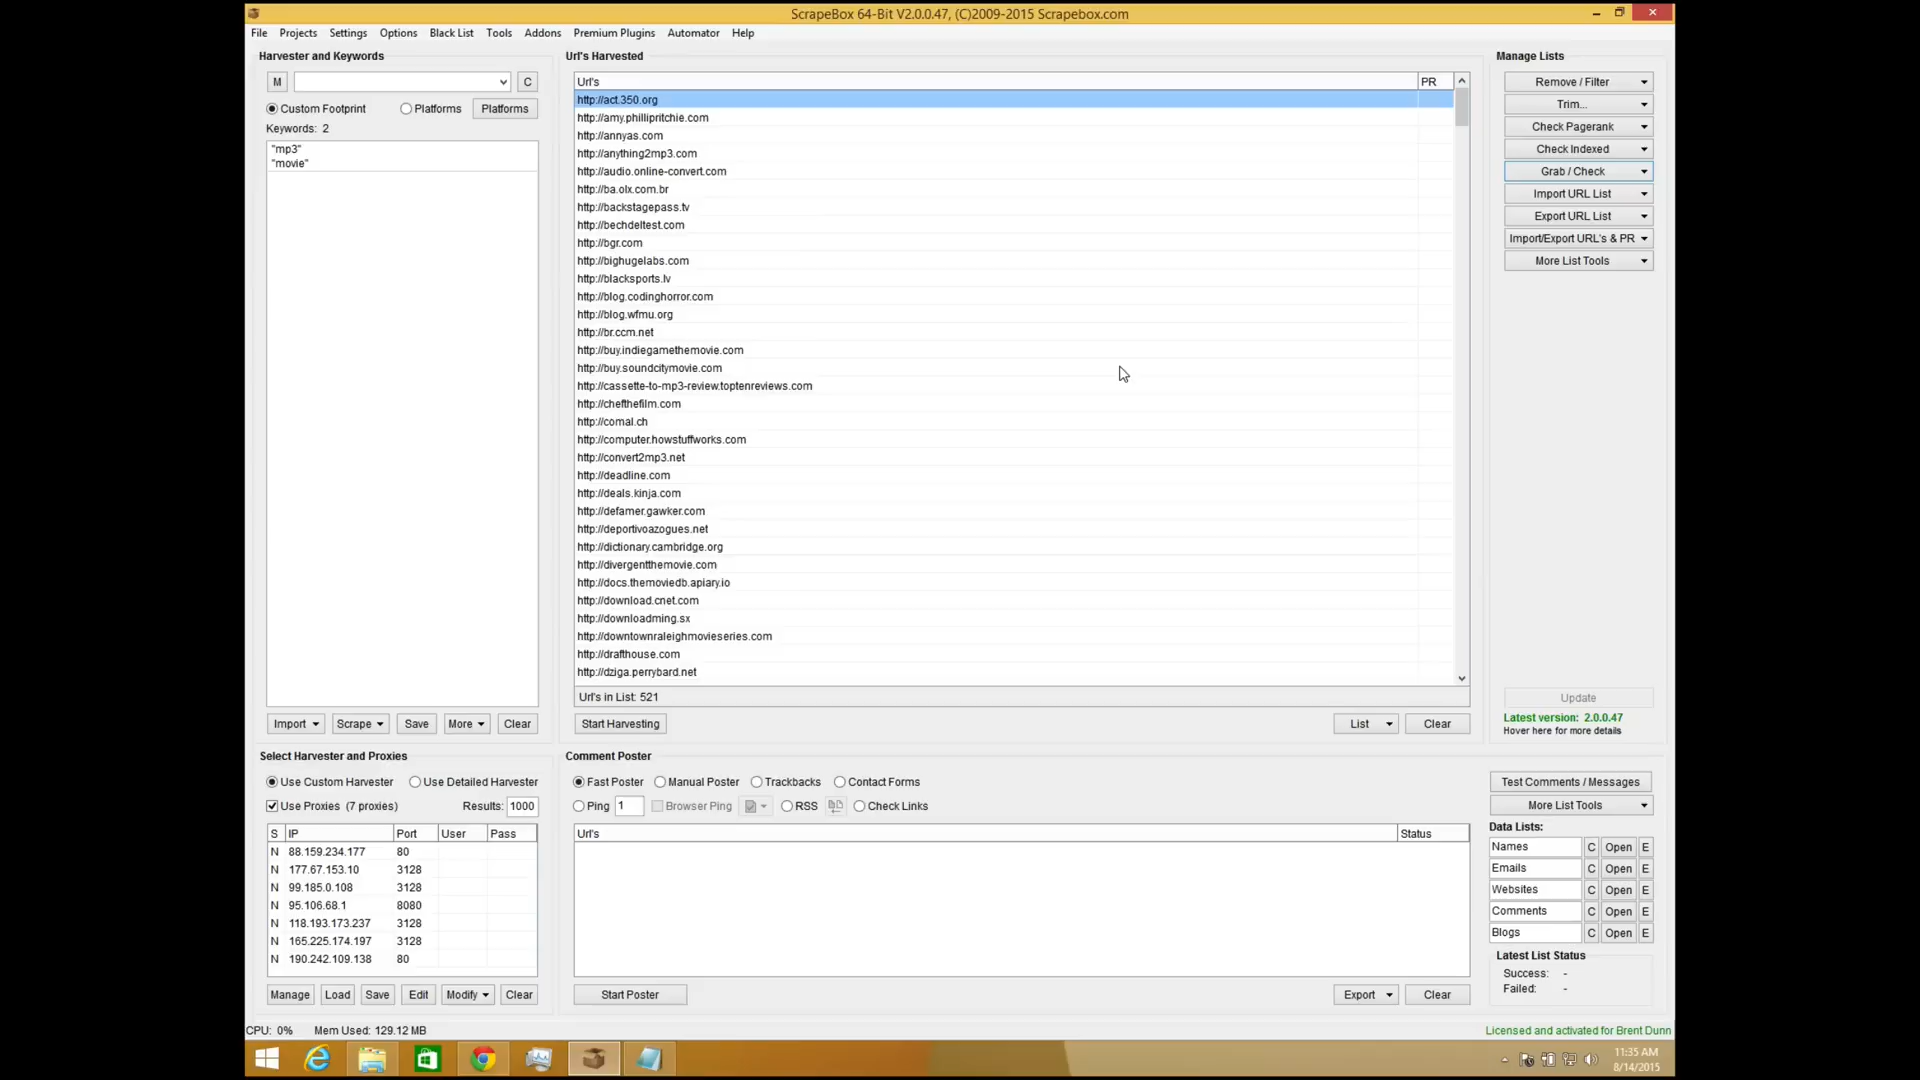 ScrapeBox 64-Bit V2.0.0.47, (C)2009-2015 Scrapebox.com
File Projects Settings Options Black List Tools Addons Premium Plugins Automator Help
Harvester and Keywords
M
C
Custom Footprint Platforms Platforms
Keywords: 2
"mp3"
"movie"
Import Scrape Save More Clear
Url's Harvested
Url's PR
http://act.350.org
http://amy.phillipritchie.com
http://annyas.com
http://anything2mp3.com
http://audio.online-convert.com
http://ba.olx.com.br
http://backstagepass.tv
http://bechdeltest.com
http://bgr.com
http://bighugelabs.com
http://blacksports.lv
http://blog.codinghorror.com
http://blog.wfmu.org
http://br.ccm.net
http://buy.indiegamethemovie.com
http://buy.soundcitymovie.com
http://cassette-to-mp3-review.toptenreviews.com
http://chefthefilm.com
http://comal.ch
http://computer.howstuffworks.com
http://convert2mp3.net
http://deadline.com
http://deals.kinja.com
http://defamer.gawker.com
http://deportivoazogues.net
http://dictionary.cambridge.org
http://divergentthemovie.com
http://docs.themoviedb.apiary.io
http://download.cnet.com
http://downloadming.sx
http://downtownraleighmovieseries.com
http://drafthouse.com
http://dziga.perrybard.net
Url's in List: 521
Start Harvesting List Clear
Manage Lists
Remove / Filter
Trim...
Check Pagerank
Check Indexed
Grab / Check
Import URL List
Export URL List
Import/Export URL's & PR
More List Tools
Update
Latest version: 2.0.0.47
Hover here for more details
Select Harvester and Proxies
Use Custom Harvester Use Detailed Harvester
Use Proxies (7 proxies) Results: 1000
S IP Port User Pass
N 88.159.234.177 80
N 177.67.153.10 3128
N 99.185.0.108 3128
N 95.106.68.1 8080
N 118.193.173.237 3128
N 165.225.174.197 3128
N 190.242.109.138 80
Manage Load Save Edit Modify Clear
Comment Poster
Fast Poster Manual Poster Trackbacks Contact Forms
Ping 1 Browser Ping RSS Check Links
Url's Status
Start Poster Export Clear
Test Comments / Messages
More List Tools
Data Lists:
Names C Open E
Emails C Open E
Websites C Open E
Comments C Open E
Blogs C Open E
Latest List Status
Success: -
Failed: -
CPU: 0% Mem Used: 129.12 MB
Licensed and activated for Brent Dunn
11:35 AM
8/14/2015